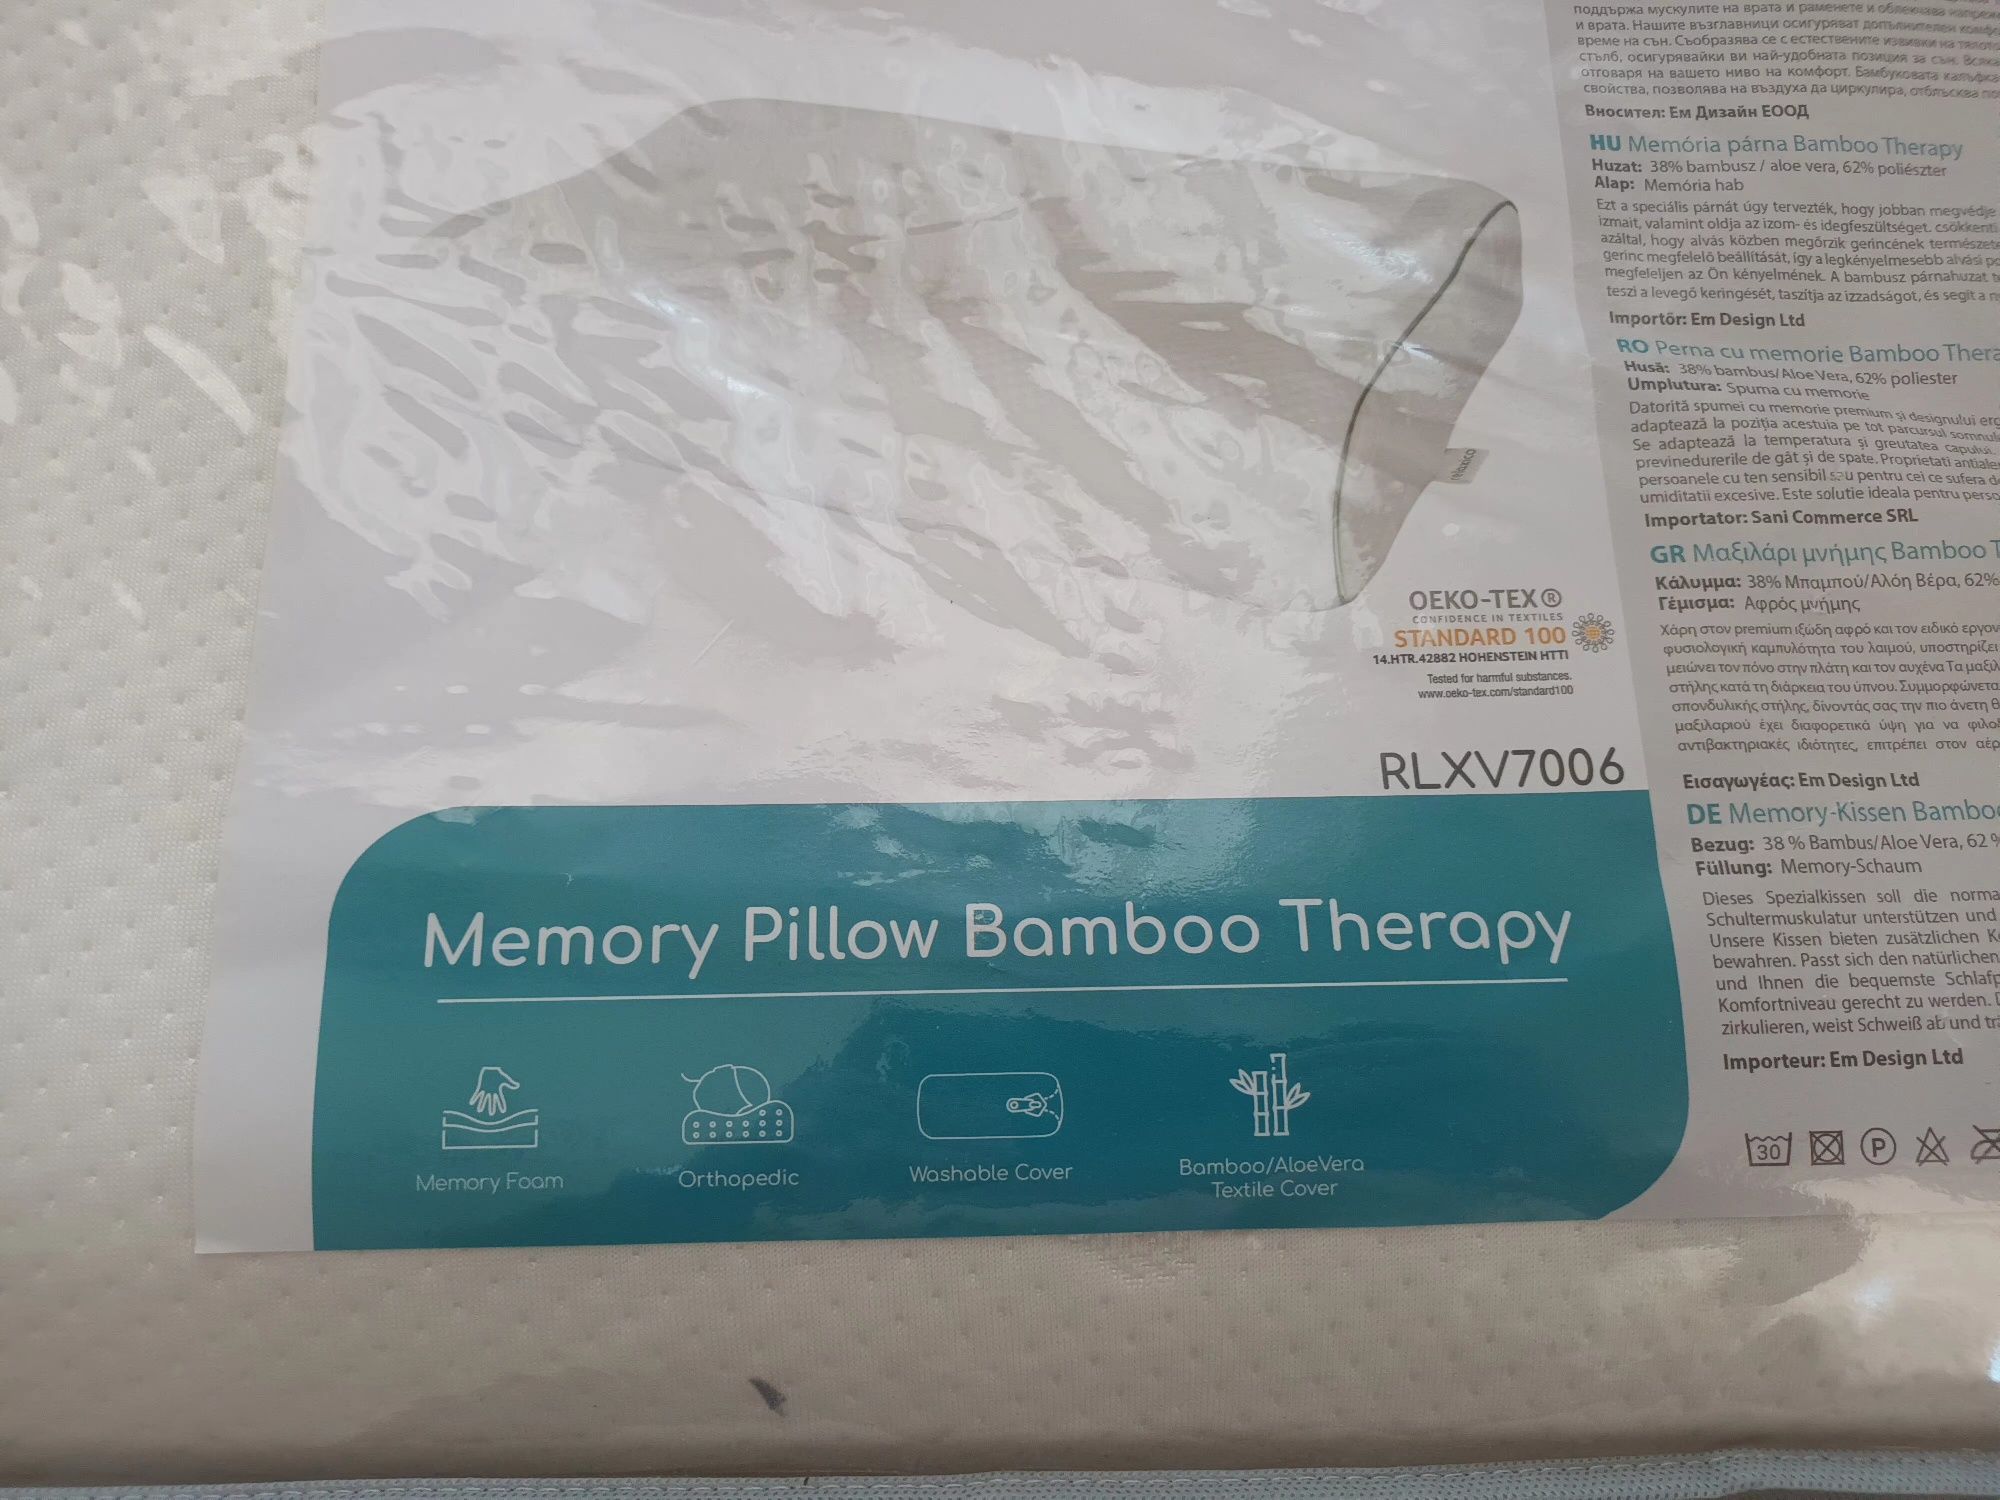 поддържа мускулите на врата и раменете и облекчава
и врата. Нашите възглавници осигуряват допълнителен
време на сън. Съобразява се с естествените извивки на
стълб, осигурявайки ви най-удобната позиция за сън.
отговаря на вашето ниво на комфорт. Бамбуковата калъфка
свойства, позволява на въздуха да циркулира, отблъсква
Вносител: Ем Дизайн ЕООД
HU Memória párna Bamboo Therapy
Huzat: 38% bambusz / aloe vera, 62% poliészter
Alap: Memória hab
Ezt a speciális párnát úgy tervezték, hogy jobban megvédje
izmait, valamint oldja az izom- és idegfeszültséget. csökkenti
azáltal, hogy alvás közben megőrzik gerincének természete
gerinc megfelelő beállítását, így a legkényelmesebb alvási po
megfeleljen az Ön kényelmének. A bambusz párnahuzat
teszi a levegő keringését, taszítja az izzadságot, és segít a
Importőr: Em Design Ltd
RO Perna cu memorie Bamboo Thera
Husă: 38% bambus/Aloe Vera, 62% poliester
Umplutura: Spuma cu memorie
Datorită spumei cu memorie premium și designului erg
adaptează la poziția acestuia pe tot parcursul somnul
Se adaptează la temperatura și greutatea capului.
previnedurerile de gât și de spate. Proprietati antiale
persoanele cu ten sensibil sau pentru cei ce sufera d
umiditatii excesive. Este solutie ideala pentru perso
Importator: Sani Commerce SRL
GR Μαξιλάρι μνήμης Bamboo T
Κάλυμμα: 38% Μπαμπού/Αλόη Βέρα, 62%
Γέμισμα: Αφρός μνήμης
Χάρη στον premium ιξώδη αφρό και τον ειδικό εργον
φυσιολογική καμπυλότητα του λαιμού, υποστηρίζει
μειώνει τον πόνο στην πλάτη και τον αυχένα Τα μαξιλ
στήλης κατά τη διάρκεια του ύπνου. Συμμορφώνετα
σπονδυλικής στήλης, δίνοντάς σας την πιο άνετη θ
μαξιλαριού έχει διαφορετικά ύψη για να φιλο
αντιβακτηριακές ιδιότητες, επιτρέπει στον αέρ
Εισαγωγέας: Em Design Ltd
DE Memory-Kissen Bamboo
Bezug: 38 % Bambus/Aloe Vera, 62 %
Füllung: Memory-Schaum
Dieses Spezialkissen soll die norma
Schultermuskulatur unterstützen und
Unsere Kissen bieten zusätzlichen K
bewahren. Passt sich den natürlichen
und Ihnen die bequemste Schlafp
Komfortniveau gerecht zu werden.
zirkulieren, weist Schweiß ab und tr
Importeur: Em Design Ltd
30
P
relaxico
OEKO-TEX®
CONFIDENCE IN TEXTILES
STANDARD 100
14.HTR.42882 HOHENSTEIN HTTI
Tested for harmful substances.
www.oeko-tex.com/standard100
RLXV7006
Memory Pillow Bamboo Therapy
Memory Foam
Orthopedic
Washable Cover
Bamboo/AloeVera
Textile Cover